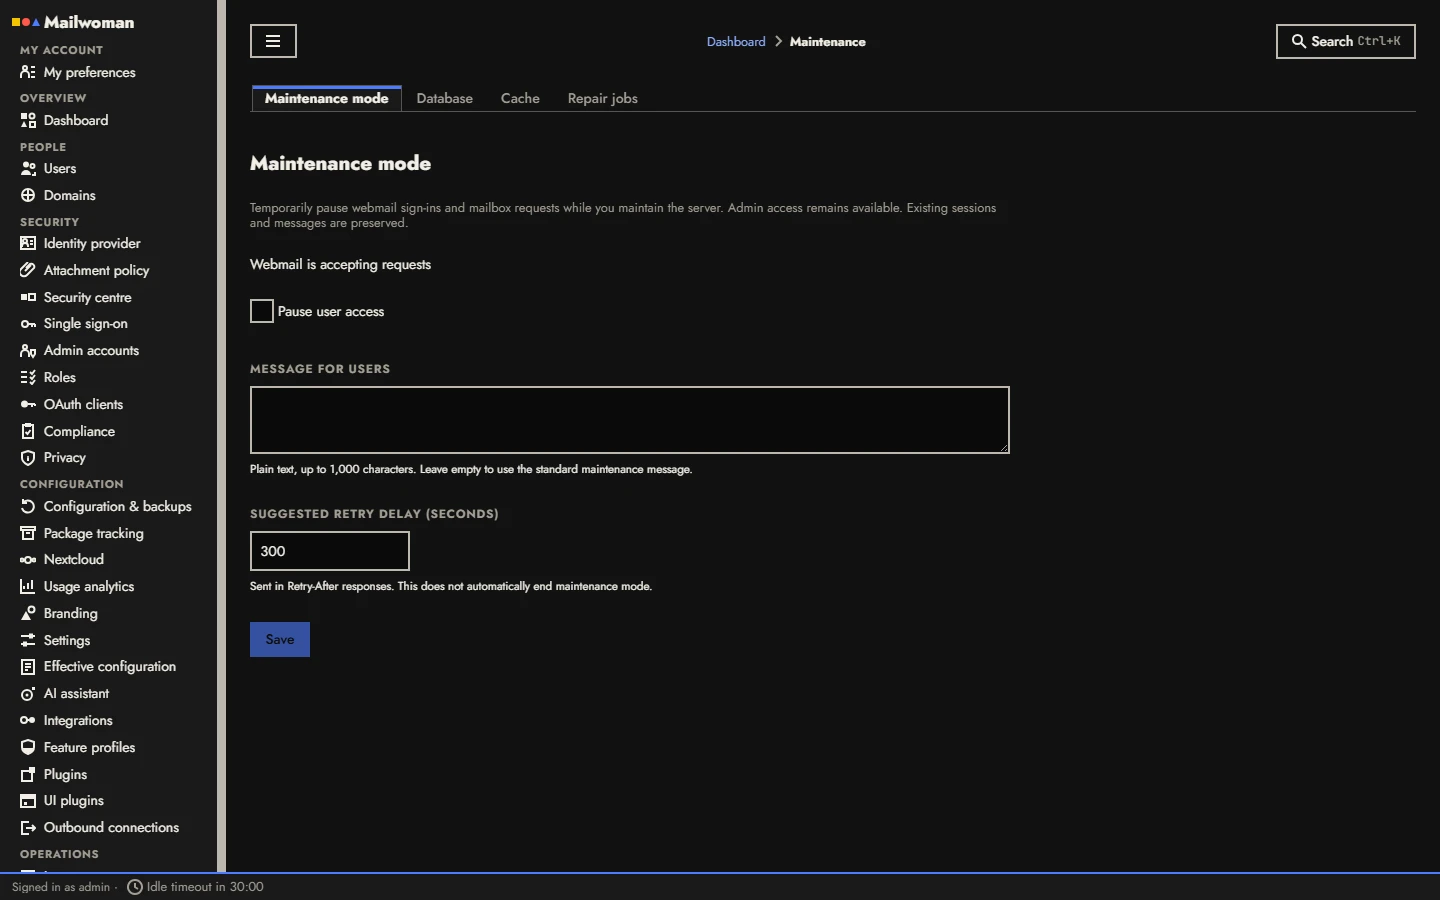 Mailwoman
MY ACCOUNT
My preferences
OVERVIEW
Dashboard
PEOPLE
Users
Domains
SECURITY
Identity provider
Attachment policy
Security centre
Single sign-on
Admin accounts
Roles
OAuth clients
Compliance
Privacy
CONFIGURATION
Configuration & backups
Package tracking
Nextcloud
Usage analytics
Branding
Settings
Effective configuration
AI assistant
Integrations
Feature profiles
Plugins
UI plugins
Outbound connections
OPERATIONS
Dashboard Maintenance
Search Ctrl+K
Maintenance mode Database Cache Repair jobs
Maintenance mode
Temporarily pause webmail sign-ins and mailbox requests while you maintain the server. Admin access remains available. Existing sessions
and messages are preserved.
Webmail is accepting requests
Pause user access
MESSAGE FOR USERS
Plain text, up to 1,000 characters. Leave empty to use the standard maintenance message.
SUGGESTED RETRY DELAY (SECONDS)
300
Sent in Retry-After responses. This does not automatically end maintenance mode.
Save
Signed in as admin · Idle timeout in 30:00